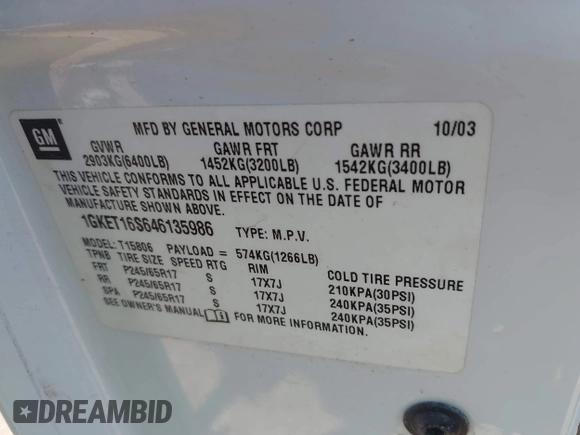 GM
MFD BY GENERAL MOTORS CORP 10/03
GVWR GAWR FRT GAWR RR
2903KG(6400LB) 1452KG(3200LB) 1542KG(3400LB)
THIS VEHICLE CONFORMS TO ALL APPLICABLE U.S. FEDERAL MOTOR
VEHICLE SAFETY STANDARDS IN EFFECT ON THE DATE OF
MANUFACTURE SHOWN ABOVE.
1GKET16S646135986 TYPE: M.P.V.
MODEL: T15806 PAYLOAD = 574KG(1266LB)
TPNB TIRE SIZE SPEED RTG RIM COLD TIRE PRESSURE
FRT P245/65R17 S 17X7J 210KPA(30PSI)
RR P245/65R17 S 17X7J 240KPA(35PSI)
SPA P245/65R17 S 17X7J 240KPA(35PSI)
SEE OWNER'S MANUAL FOR MORE INFORMATION.
DREAMBID